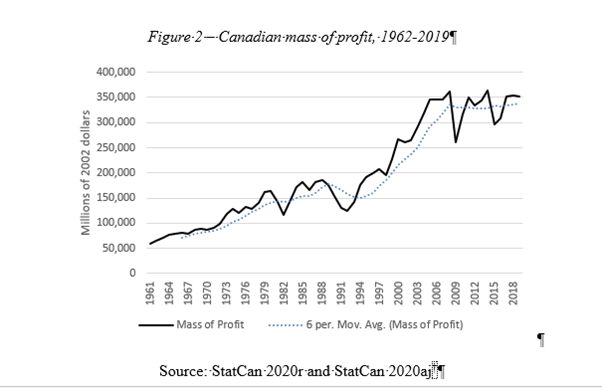 Figure 2— Canadian mass of profit, 1962-2019¶
400,000
350,000
300,000
250,000
200,000
150,000
100,000
50,000
0
Millions of 2002 dollars
1961 1964 1967 1970 1973 1976 1979 1982 1985 1988 1991 1994 1997 2000 2003 2006 2009 2012 2015 2018
Mass of Profit 6 per. Mov. Avg. (Mass of Profit)
¶
Source: StatCan 2020r and StatCan 2020aj¶